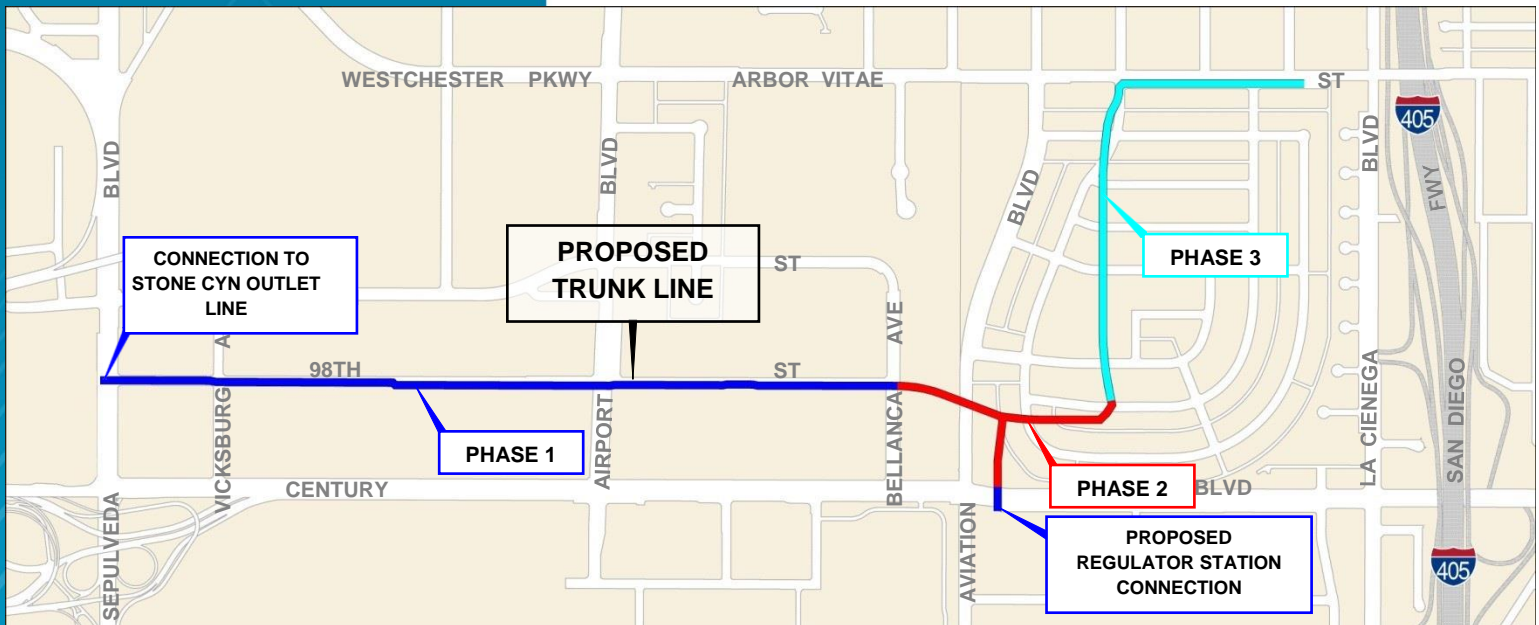 WESTCHESTER PKWY
ARBOR VITAE
ST
405
BLVD
BLVD
BLVD
BLVD
FWY
CONNECTION TO
STONE CYN OUTLET
LINE
PROPOSED
TRUNK LINE
ST
PHASE 3
98TH
ST
AVE
A
VICKSBURG
AIRPORT
BELLANCA
LA CIENEGA
SAN DIEGO
PHASE 1
CENTURY
PHASE 2
BLVD
SEPULVEDA
AVIATION
PROPOSED
REGULATOR STATION
CONNECTION
405